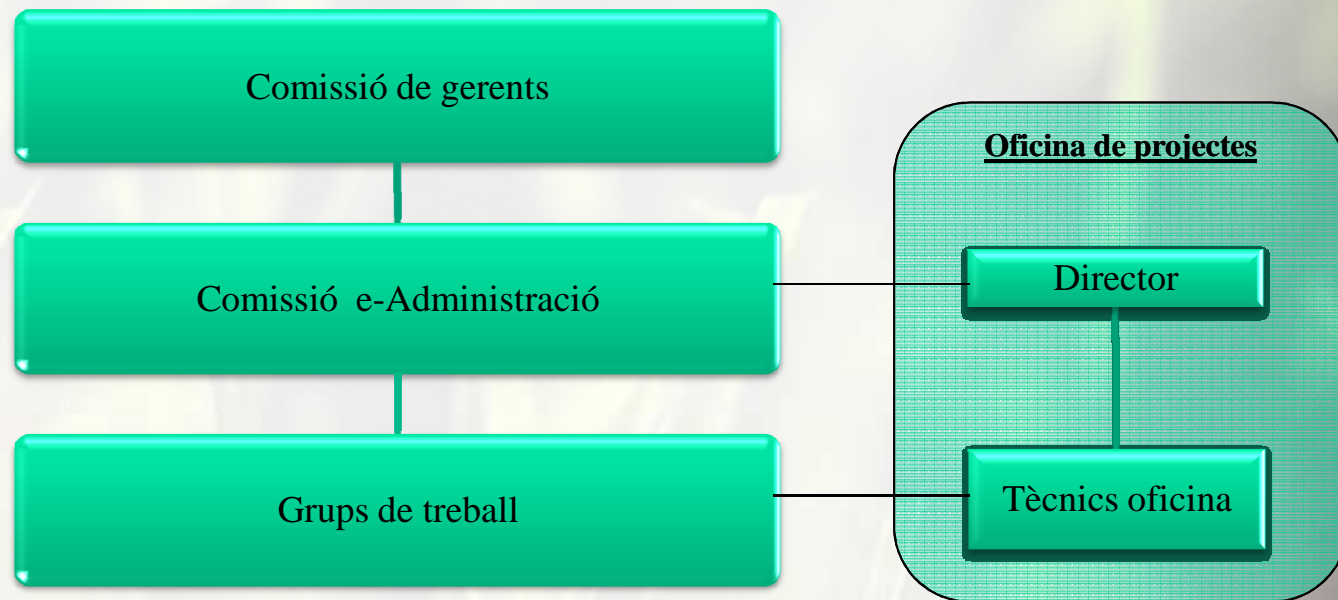 Comissió de gerents
Comissió e-Administració
Grups de treball
Oficina de projectes
Director
Tècnics oficina